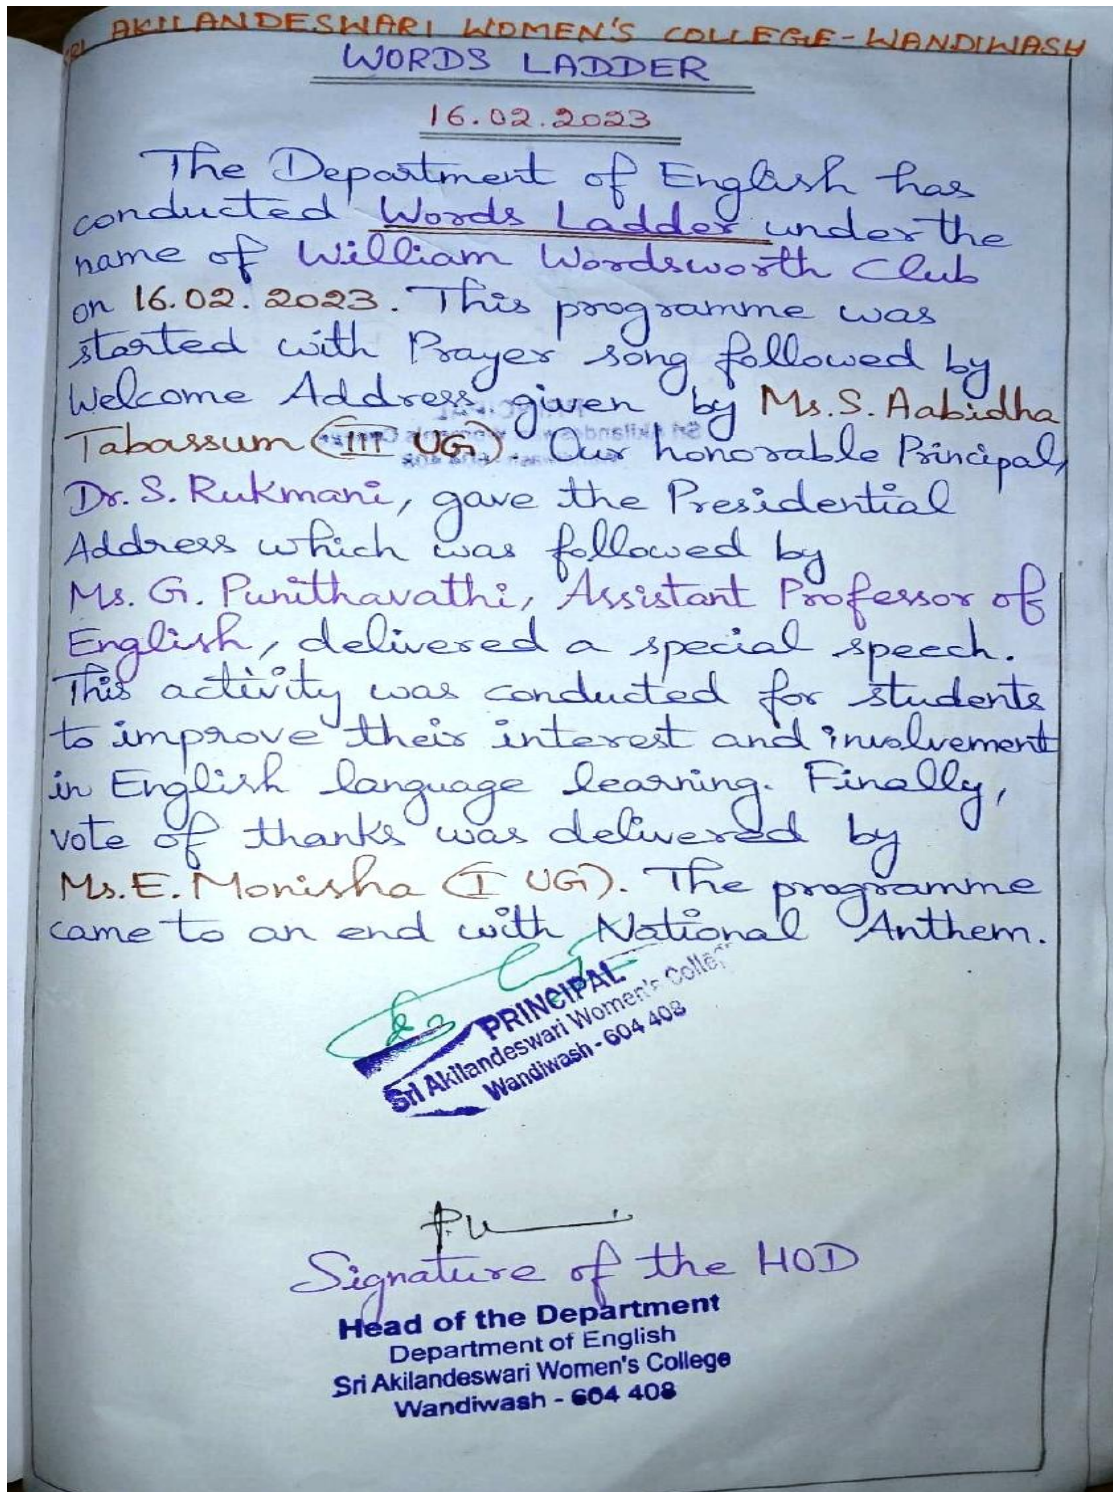 SRI AKILANDESWARI WOMEN'S COLLEGE-WANDIWASH
WORDS LADDER
16.02.2023
The Department of English has
conducted Words Ladder under the
name of William Wordsworth Club
on 16.02.2023. This programme was
started with Prayer song followed by
Welcome Address given by Ms.S.Aabidha
Tabassum (III UG). Our honorable Principal,
Dr. S. Rukmani, gave the Presidential
Address which was followed by
Ms. G. Punithavathi, Assistant Professor of
English, delivered a special speech.
This activity was conducted for students
to improve their interest and involvement
in English language learning. Finally,
vote of thanks was delivered by
Ms.E. Monisha (I UG). The programme
came to an end with National Anthem.
PRINCIPAL
Sri Akilandeswari Women's College
Wandiwash - 604 408
Signature of the HOD
Head of the Department
Department of English
Sri Akilandeswari Women's College
Wandiwash - 604 408